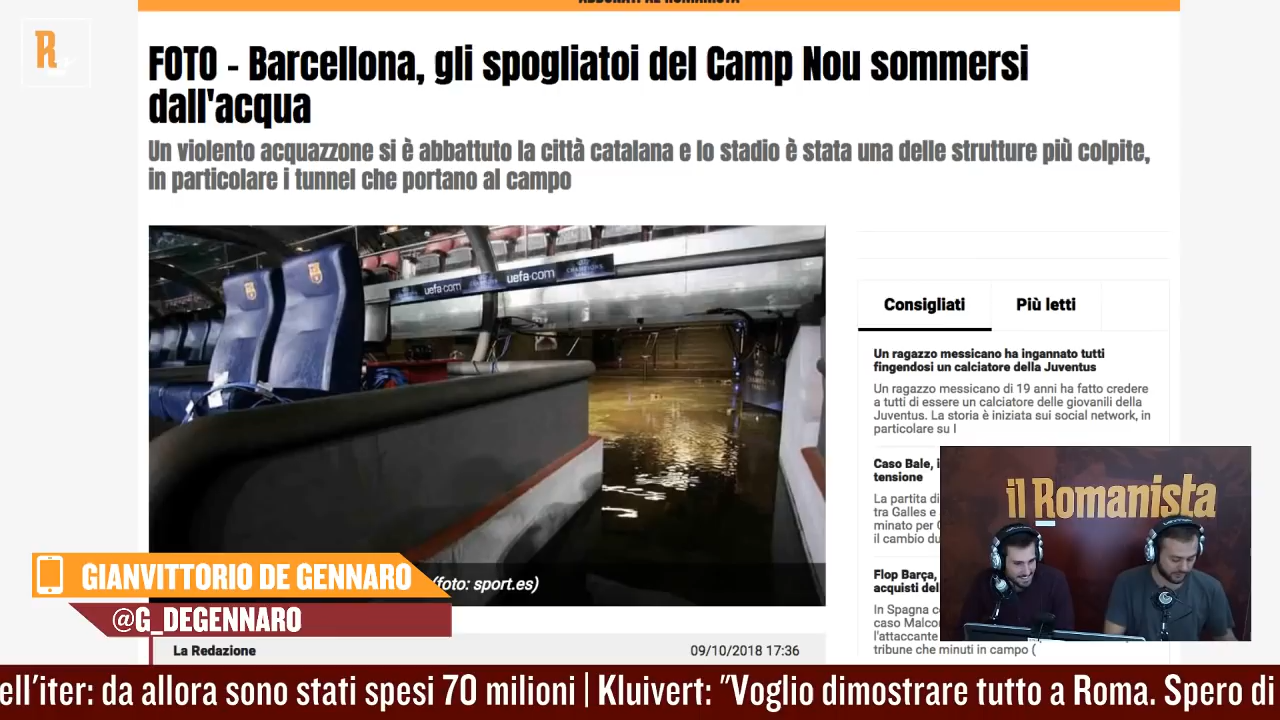 ABBONATI AL ROMANISTA
R
FOTO - Barcellona, gli spogliatoi del Camp Nou sommersi
dall'acqua
Un violento acquazzone si è abbattuto la città catalana e lo stadio è stata una delle strutture più colpite,
in particolare i tunnel che portano al campo
uefa.com
uefa.com
CHAMPIONS
(foto: sport.es)
La Redazione
09/10/2018 17:36
Consigliati
Più letti
Un ragazzo messicano ha ingannato tutti
fingendosi un calciatore della Juventus
Un ragazzo messicano di 19 anni ha fatto credere
a tutti di essere un calciatore delle giovanili della
Juventus. La storia è iniziata sui social network, in
particolare su I
Caso Bale, i
tensione
La partita di
tra Galles e
minato per
il cambio du
Flop Barça,
acquisti del
In Spagna
caso Malcor
l'attaccante
tribune che minuti in campo (
il Romanista
GIANVITTORIO DE GENNARO
@G_DEGENNARO
ell'iter: da allora sono stati spesi 70 milioni | Kluivert: "Voglio dimostrare tutto a Roma. Spero di